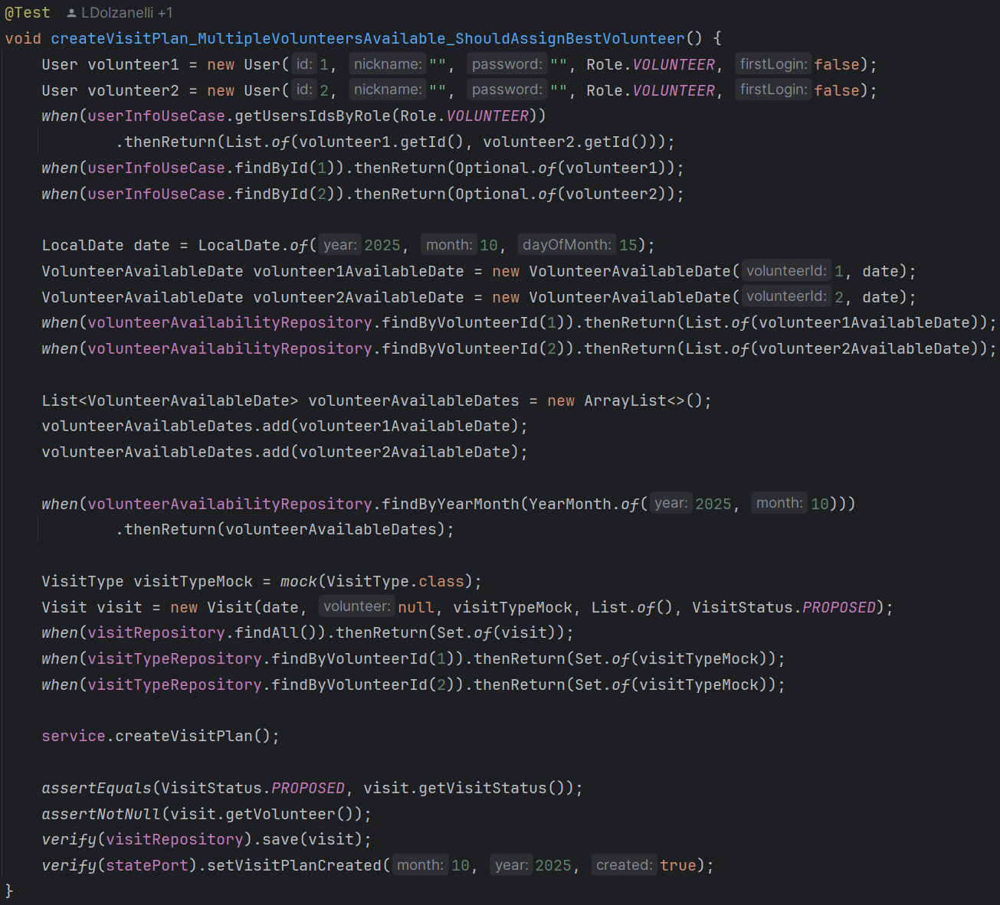 @Test LDolzanelli +1
void createVisitPlan_MultipleVolunteersAvailable_ShouldAssignBestVolunteer() {
    User volunteer1 = new User( id: 1, nickname: "", password: "", Role.VOLUNTEER, firstLogin: false);
    User volunteer2 = new User( id: 2, nickname: "", password: "", Role.VOLUNTEER, firstLogin: false);
    when(userInfoUseCase.getUsersIdsByRole(Role.VOLUNTEER))
            .thenReturn(List.of(volunteer1.getId(), volunteer2.getId()));
    when(userInfoUseCase.findById(1)).thenReturn(Optional.of(volunteer1));
    when(userInfoUseCase.findById(2)).thenReturn(Optional.of(volunteer2));

    LocalDate date = LocalDate.of( year: 2025, month: 10, dayOfMonth: 15);
    VolunteerAvailableDate volunteer1AvailableDate = new VolunteerAvailableDate( volunteerId: 1, date);
    VolunteerAvailableDate volunteer2AvailableDate = new VolunteerAvailableDate( volunteerId: 2, date);
    when(volunteerAvailabilityRepository.findByVolunteerId(1)).thenReturn(List.of(volunteer1AvailableDate));
    when(volunteerAvailabilityRepository.findByVolunteerId(2)).thenReturn(List.of(volunteer2AvailableDate));

    List<VolunteerAvailableDate> volunteerAvailableDates = new ArrayList<>();
    volunteerAvailableDates.add(volunteer1AvailableDate);
    volunteerAvailableDates.add(volunteer2AvailableDate);

    when(volunteerAvailabilityRepository.findByYearMonth(YearMonth.of( year: 2025, month: 10)))
            .thenReturn(volunteerAvailableDates);

    VisitType visitTypeMock = mock(VisitType.class);
    Visit visit = new Visit(date, volunteer: null, visitTypeMock, List.of(), VisitStatus.PROPOSED);
    when(visitRepository.findAll()).thenReturn(Set.of(visit));
    when(visitTypeRepository.findByVolunteerId(1)).thenReturn(Set.of(visitTypeMock));
    when(visitTypeRepository.findByVolunteerId(2)).thenReturn(Set.of(visitTypeMock));

    service.createVisitPlan();

    assertEquals(VisitStatus.PROPOSED, visit.getVisitStatus());
    assertNotNull(visit.getVolunteer());
    verify(visitRepository).save(visit);
    verify(statePort).setVisitPlanCreated( month: 10, year: 2025, created: true);
}